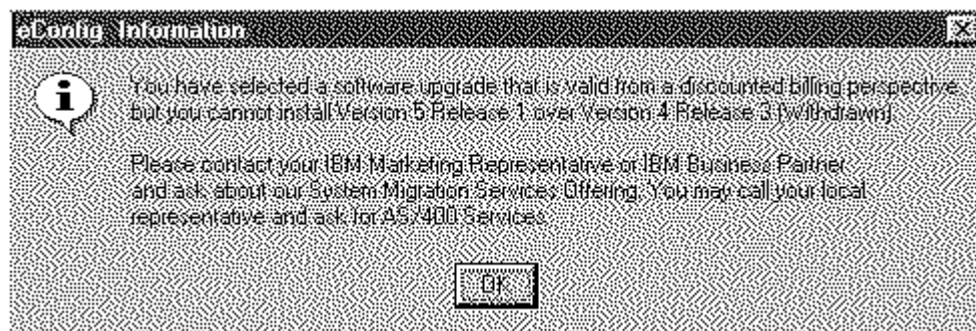 eConfig Information
You have selected a software upgrade that is valid from a discounted billing perspective
but you cannot install Version 5 Release 1 over Version 4 Release 3 (withdrawn).
Please contact your IBM Marketing Representative or IBM Business Partner
and ask about our System Migration Services Offering. You may call your local
representative and ask for AS/400 Services.
OK